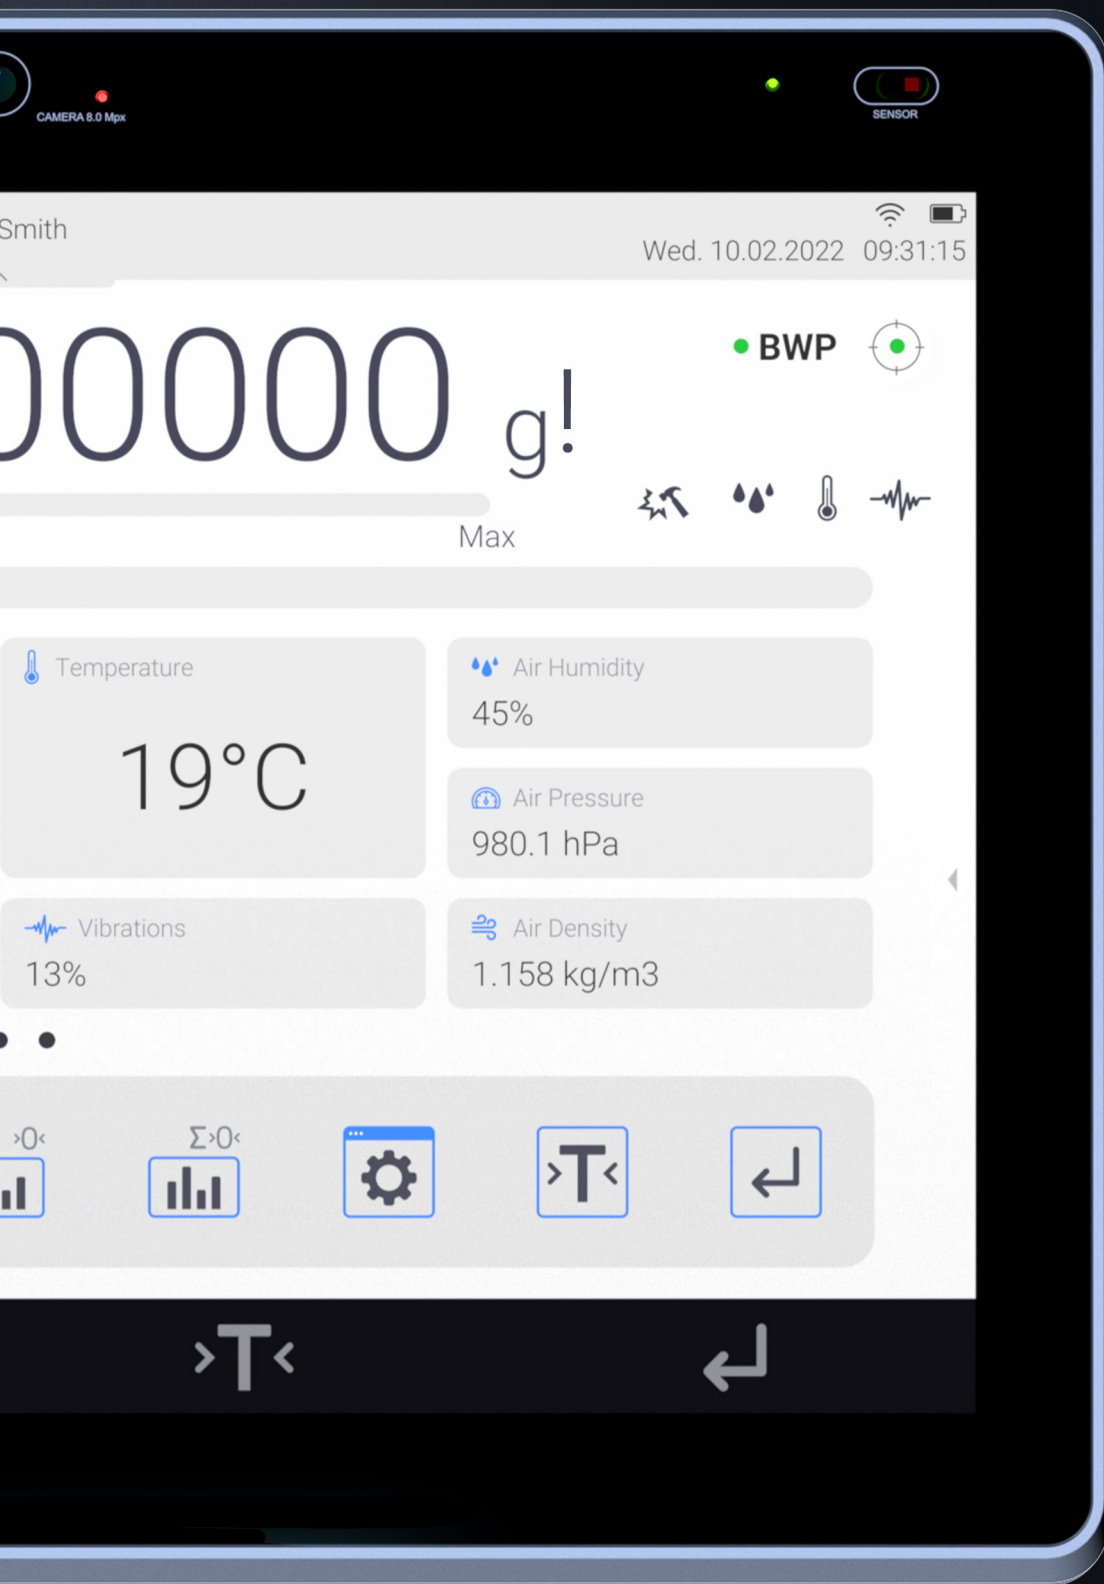 CAMERA 8.0 Mpx
SENSOR
Smith
Wed. 10.02.2022 09:31:15
00000 g!
BWP
Max
Temperature
19°C
Air Humidity
45%
Air Pressure
980.1 hPa
Vibrations
13%
Air Density
1.158 kg/m3
>0<
Σ>0<
>T<
>T<